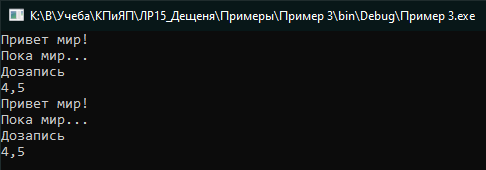 K:\В\Учеба\КПиЯП\ЛР15_Дещеня\Примеры\Пример 3\bin\Debug\Пример 3.exe
Привет мир!
Пока мир...
Дозапись
4,5
Привет мир!
Пока мир...
Дозапись
4,5